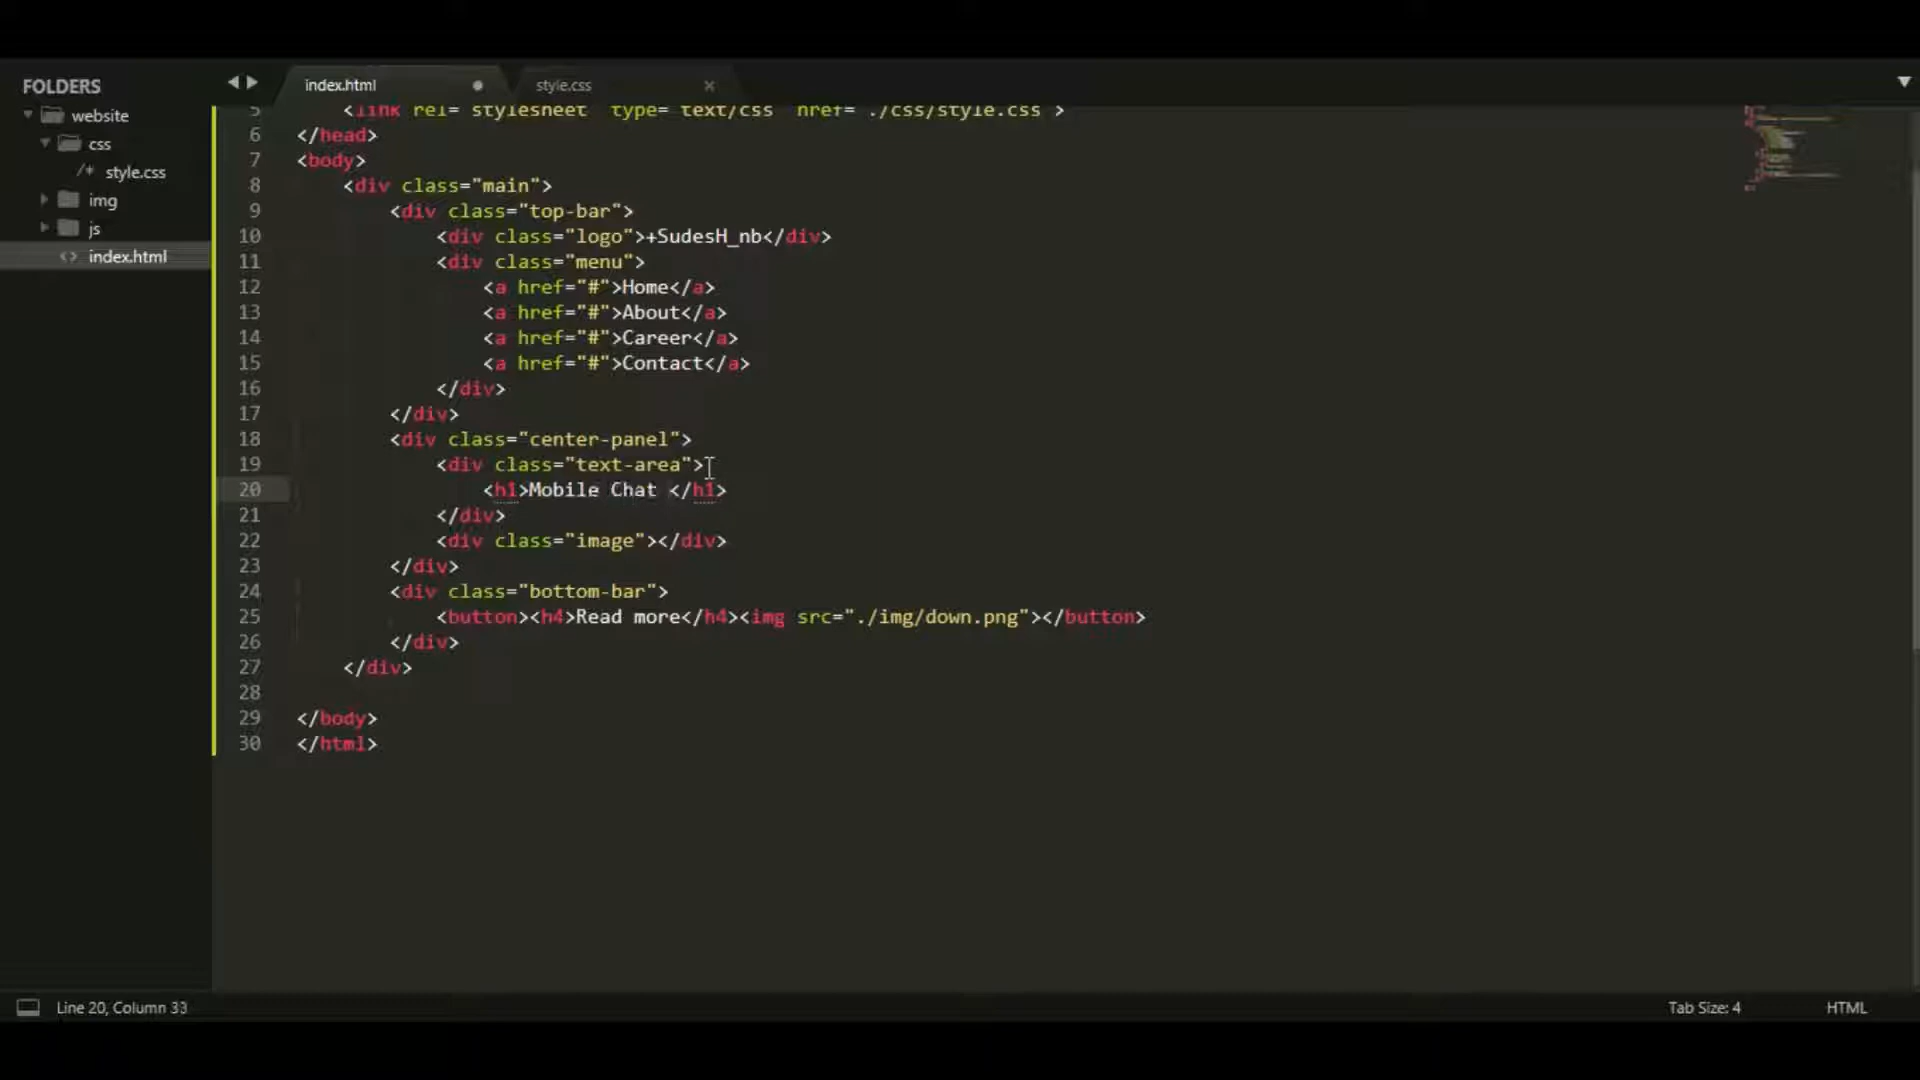 FOLDERS
website
css
/* style.css
img
js
<> index.html
index.html
style.css ×
5 <link rel="stylesheet" type="text/css" href="./css/style.css">
6 </head>
7 <body>
8 <div class="main">
9 <div class="top-bar">
10 <div class="logo">+SudesH_nb</div>
11 <div class="menu">
12 <a href="#">Home</a>
13 <a href="#">About</a>
14 <a href="#">Career</a>
15 <a href="#">Contact</a>
16 </div>
17 </div>
18 <div class="center-panel">
19 <div class="text-area">
20 <h1>Mobile Chat </h1>
21 </div>
22 <div class="image"></div>
23 </div>
24 <div class="bottom-bar">
25 <button><h4>Read more</h4><img src="./img/down.png"></button>
26 </div>
27 </div>
28
29 </body>
30 </html>
Line 20, Column 33
Tab Size: 4
HTML